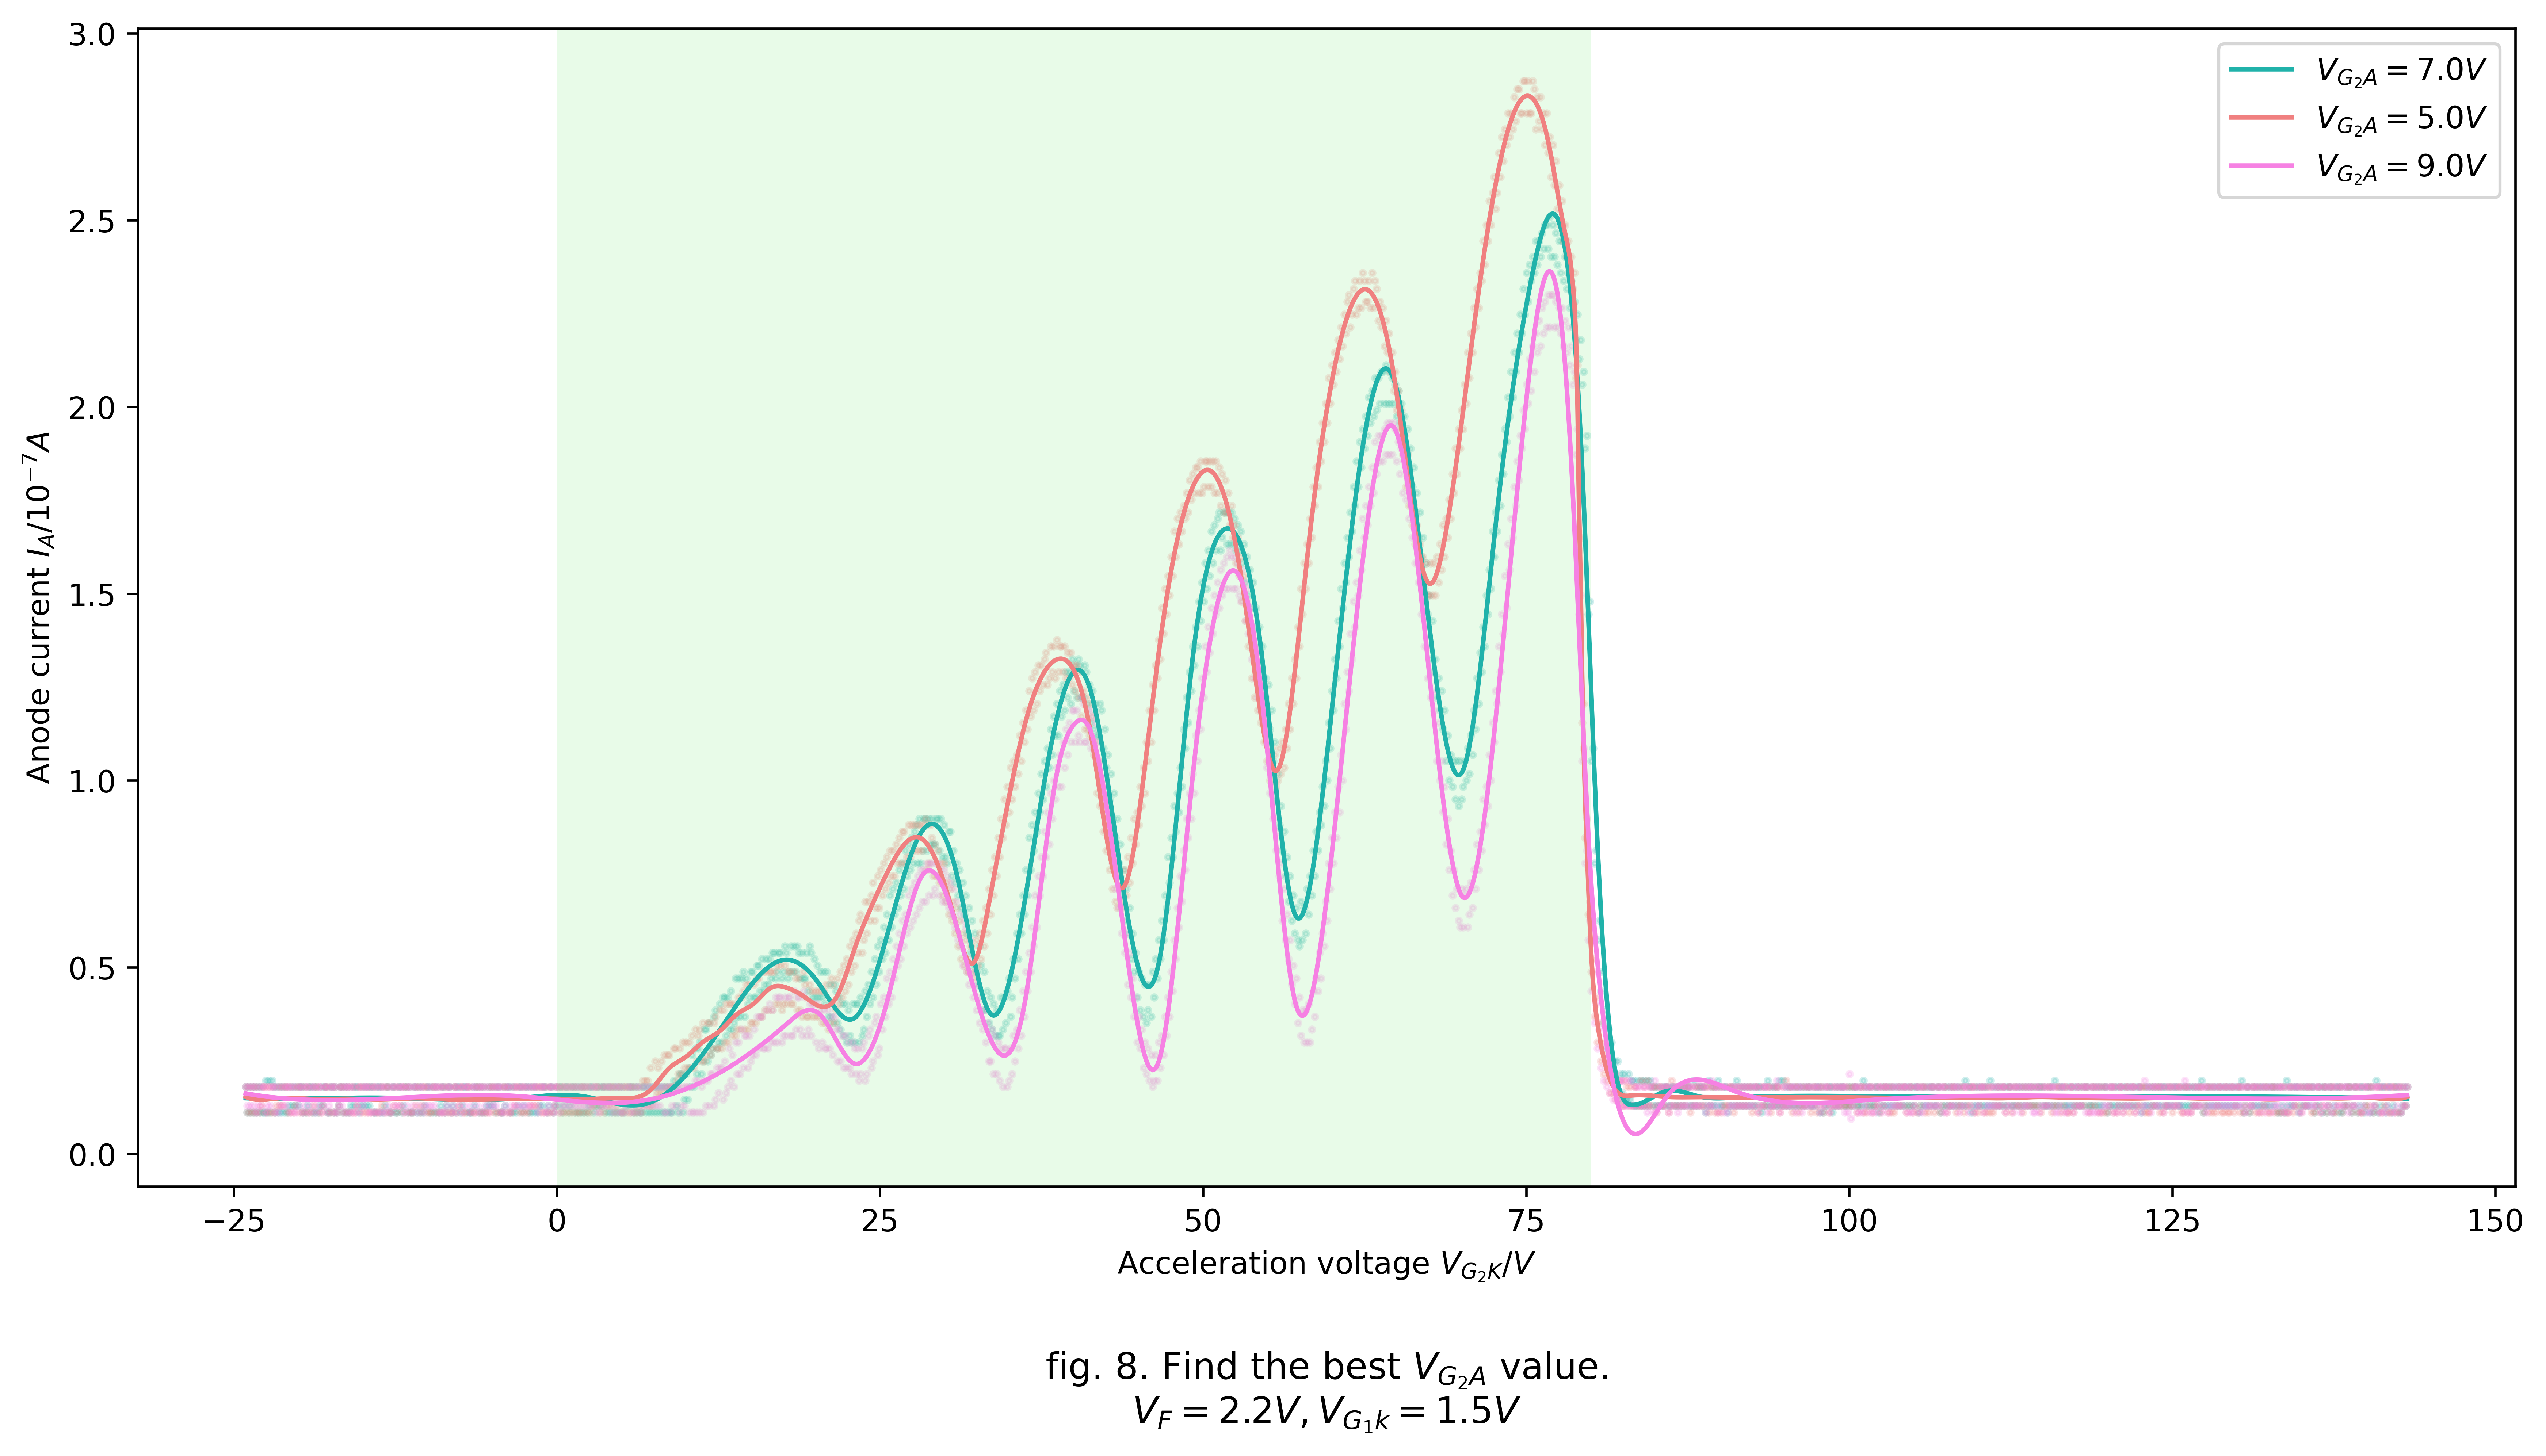 3.0
2.5
2.0
1.5
1.0
0.5
0.0
Anode current I_A/10⁻⁷A
−25 0 25 50 75 100 125 150
Acceleration voltage V_{G₂K}/V
V_{G₂A} = 7.0V
V_{G₂A} = 5.0V
V_{G₂A} = 9.0V
fig. 8. Find the best V_{G₂A} value.
V_F = 2.2V, V_{G₁k} = 1.5V